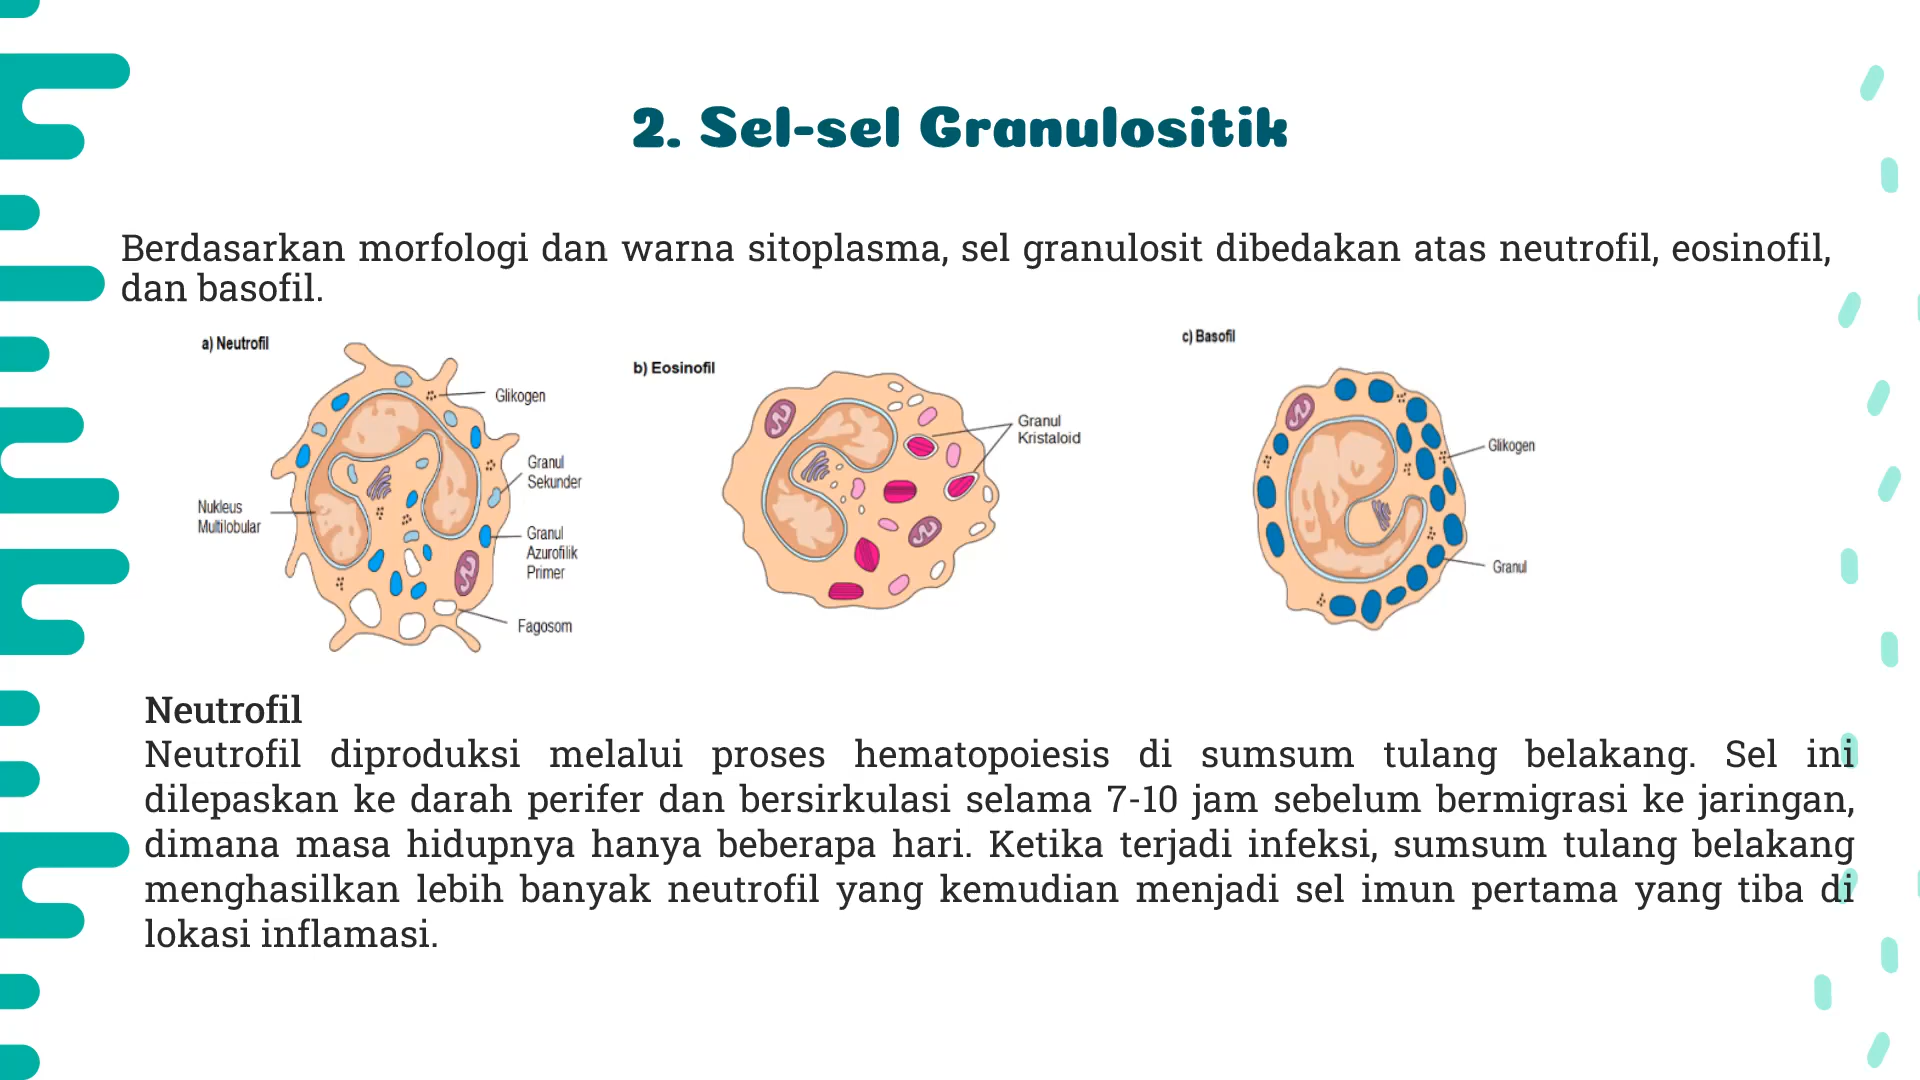 2. Sel-sel Granulositik
Berdasarkan morfologi dan warna sitoplasma, sel granulosit dibedakan atas neutrofil, eosinofil,
dan basofil.
a) Neutrofil
Glikogen
Granul
Sekunder
Nukleus
Multilobular
Granul
Azurofilik
Primer
Fagosom
b) Eosinofil
Granul
Kristaloid
c) Basofil
Glikogen
Granul
Neutrofil
Neutrofil diproduksi melalui proses hematopoiesis di sumsum tulang belakang. Sel ini
dilepaskan ke darah perifer dan bersirkulasi selama 7-10 jam sebelum bermigrasi ke jaringan,
dimana masa hidupnya hanya beberapa hari. Ketika terjadi infeksi, sumsum tulang belakang
menghasilkan lebih banyak neutrofil yang kemudian menjadi sel imun pertama yang tiba di
lokasi inflamasi.